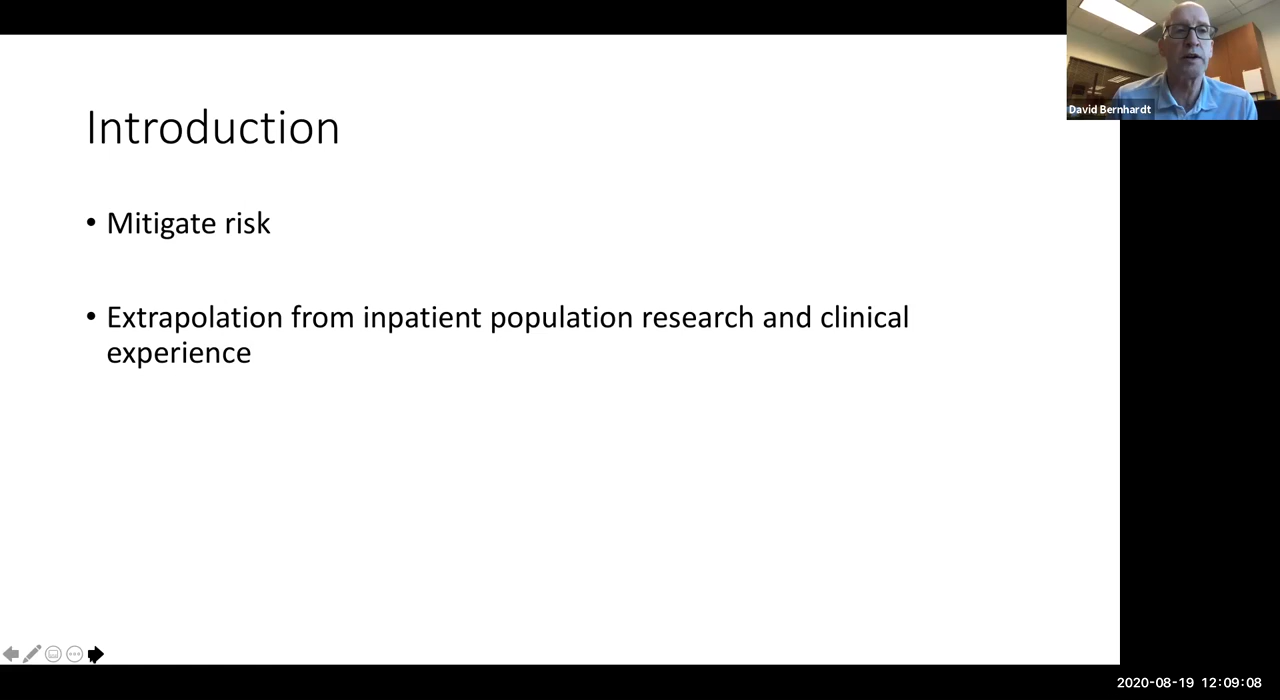 Introduction
• Mitigate risk
• Extrapolation from inpatient population research and clinical
experience
David Bernhardt
2020-08-19 12:09:08